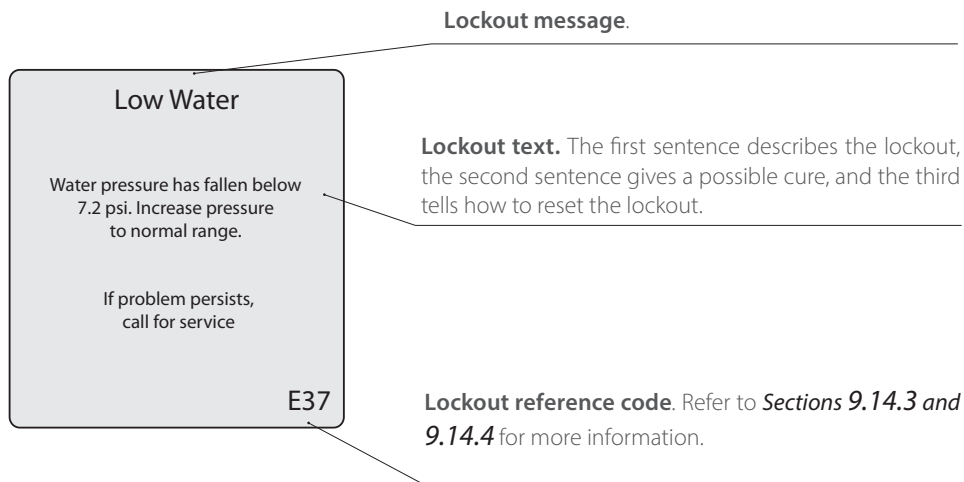 Lockout message.
Low Water
Water pressure has fallen below
7.2 psi. Increase pressure
to normal range.
If problem persists,
call for service
E37
Lockout text. The first sentence describes the lockout,
the second sentence gives a possible cure, and the third
tells how to reset the lockout.
Lockout reference code. Refer to Sections 9.14.3 and
9.14.4 for more information.